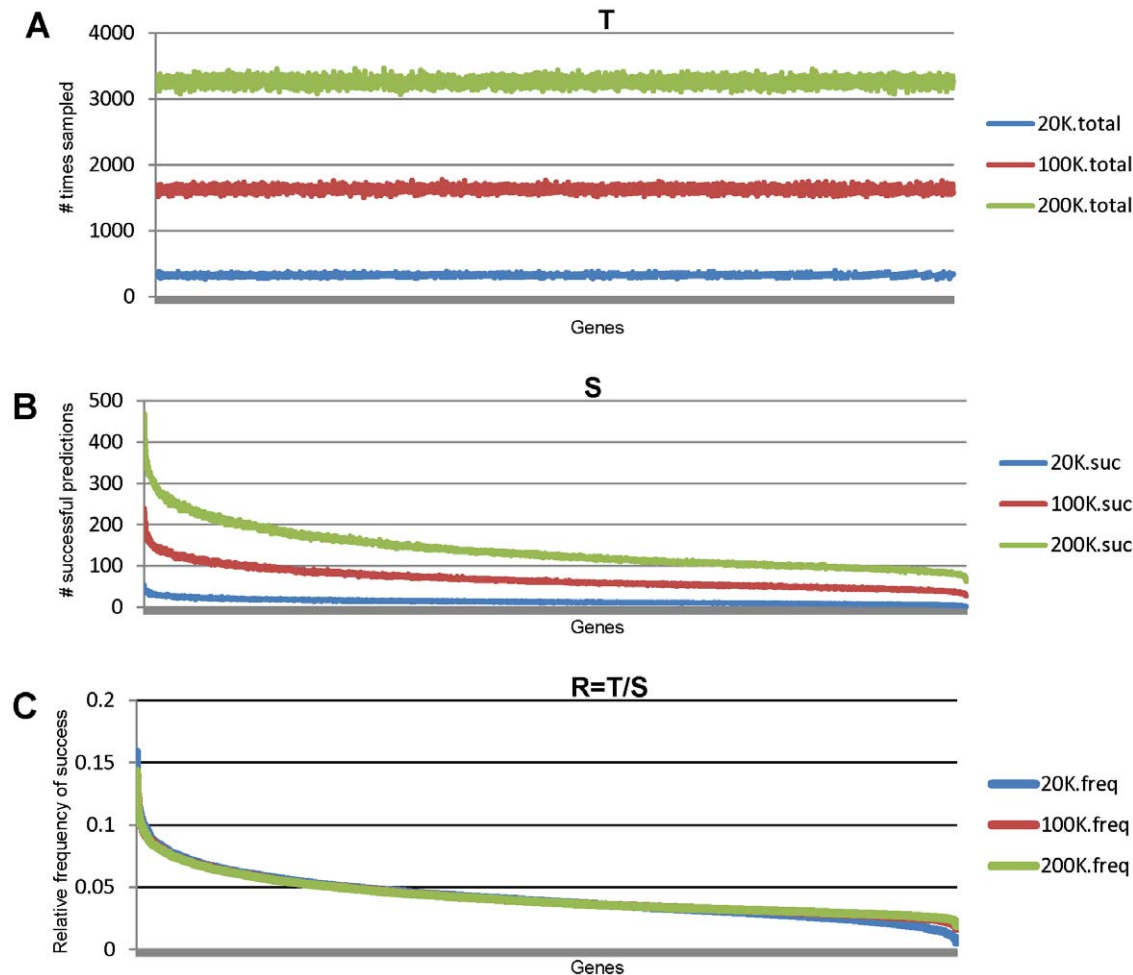 A
T
# times sampled
4000
3000
2000
1000
0
Genes
20K.total
100K.total
200K.total
B
S
# successful predictions
500
400
300
200
100
0
Genes
20K.suc
100K.suc
200K.suc
C
R=T/S
Relative frequency of success
0.2
0.15
0.1
0.05
0
Genes
20K.freq
100K.freq
200K.freq